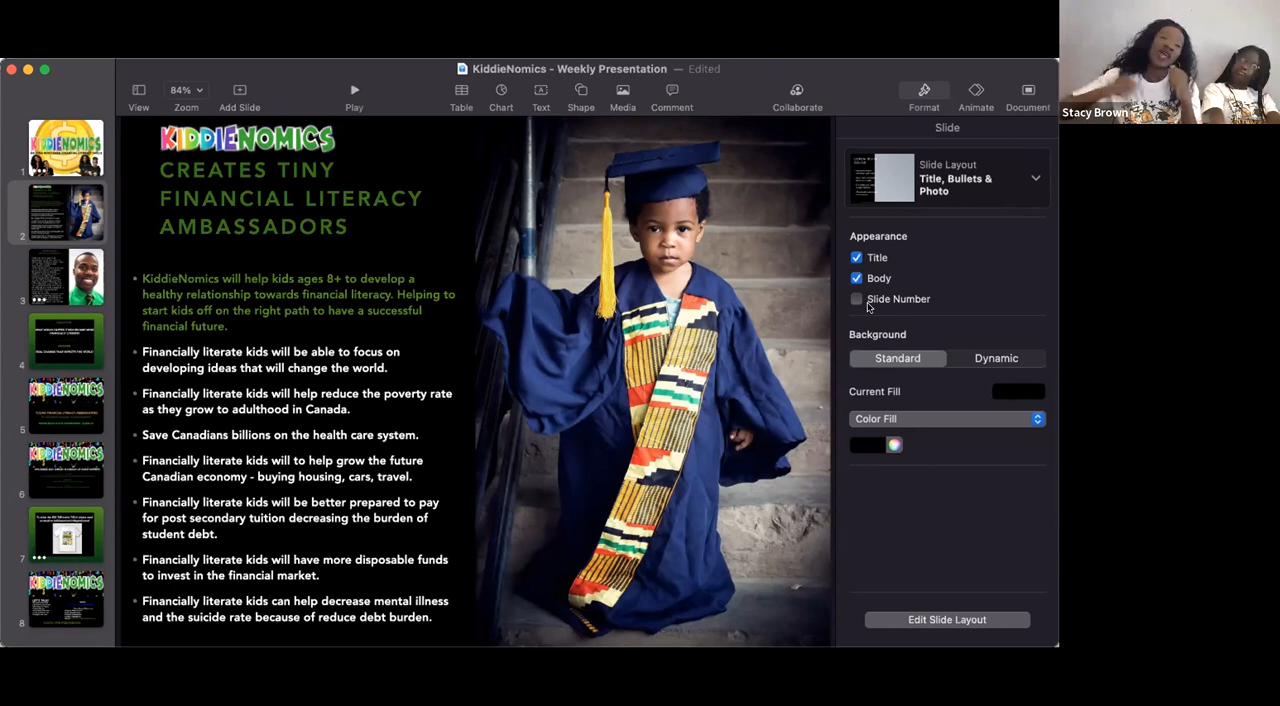 KiddieNomics - Weekly Presentation — Edited
View
84%
Zoom
Add Slide
Play
Table
Chart
Text
Shape
Media
Comment
Collaborate
Format
Animate
Document
Stacy Brown
1
2
3
4
5
6
7
8
KIDDIENOMICS
KIDDIENOMICS
KIDDIENOMICS
KIDDIENOMICS
KIDDIENOMICS
CREATES TINY
FINANCIAL LITERACY
AMBASSADORS
• KiddieNomics will help kids ages 8+ to develop a
healthy relationship towards financial literacy. Helping to
start kids off on the right path to have a successful
financial future.
• Financially literate kids will be able to focus on
developing ideas that will change the world.
• Financially literate kids will help reduce the poverty rate
as they grow to adulthood in Canada.
• Save Canadians billions on the health care system.
• Financially literate kids will to help grow the future
Canadian economy - buying housing, cars, travel.
• Financially literate kids will be better prepared to pay
for post secondary tuition decreasing the burden of
student debt.
• Financially literate kids will have more disposable funds
to invest in the financial market.
• Financially literate kids can help decrease mental illness
and the suicide rate because of reduce debt burden.
Slide
Slide Layout
Title, Bullets &
Photo
Appearance
Title
Body
Slide Number
Background
Standard
Dynamic
Current Fill
Color Fill
Edit Slide Layout